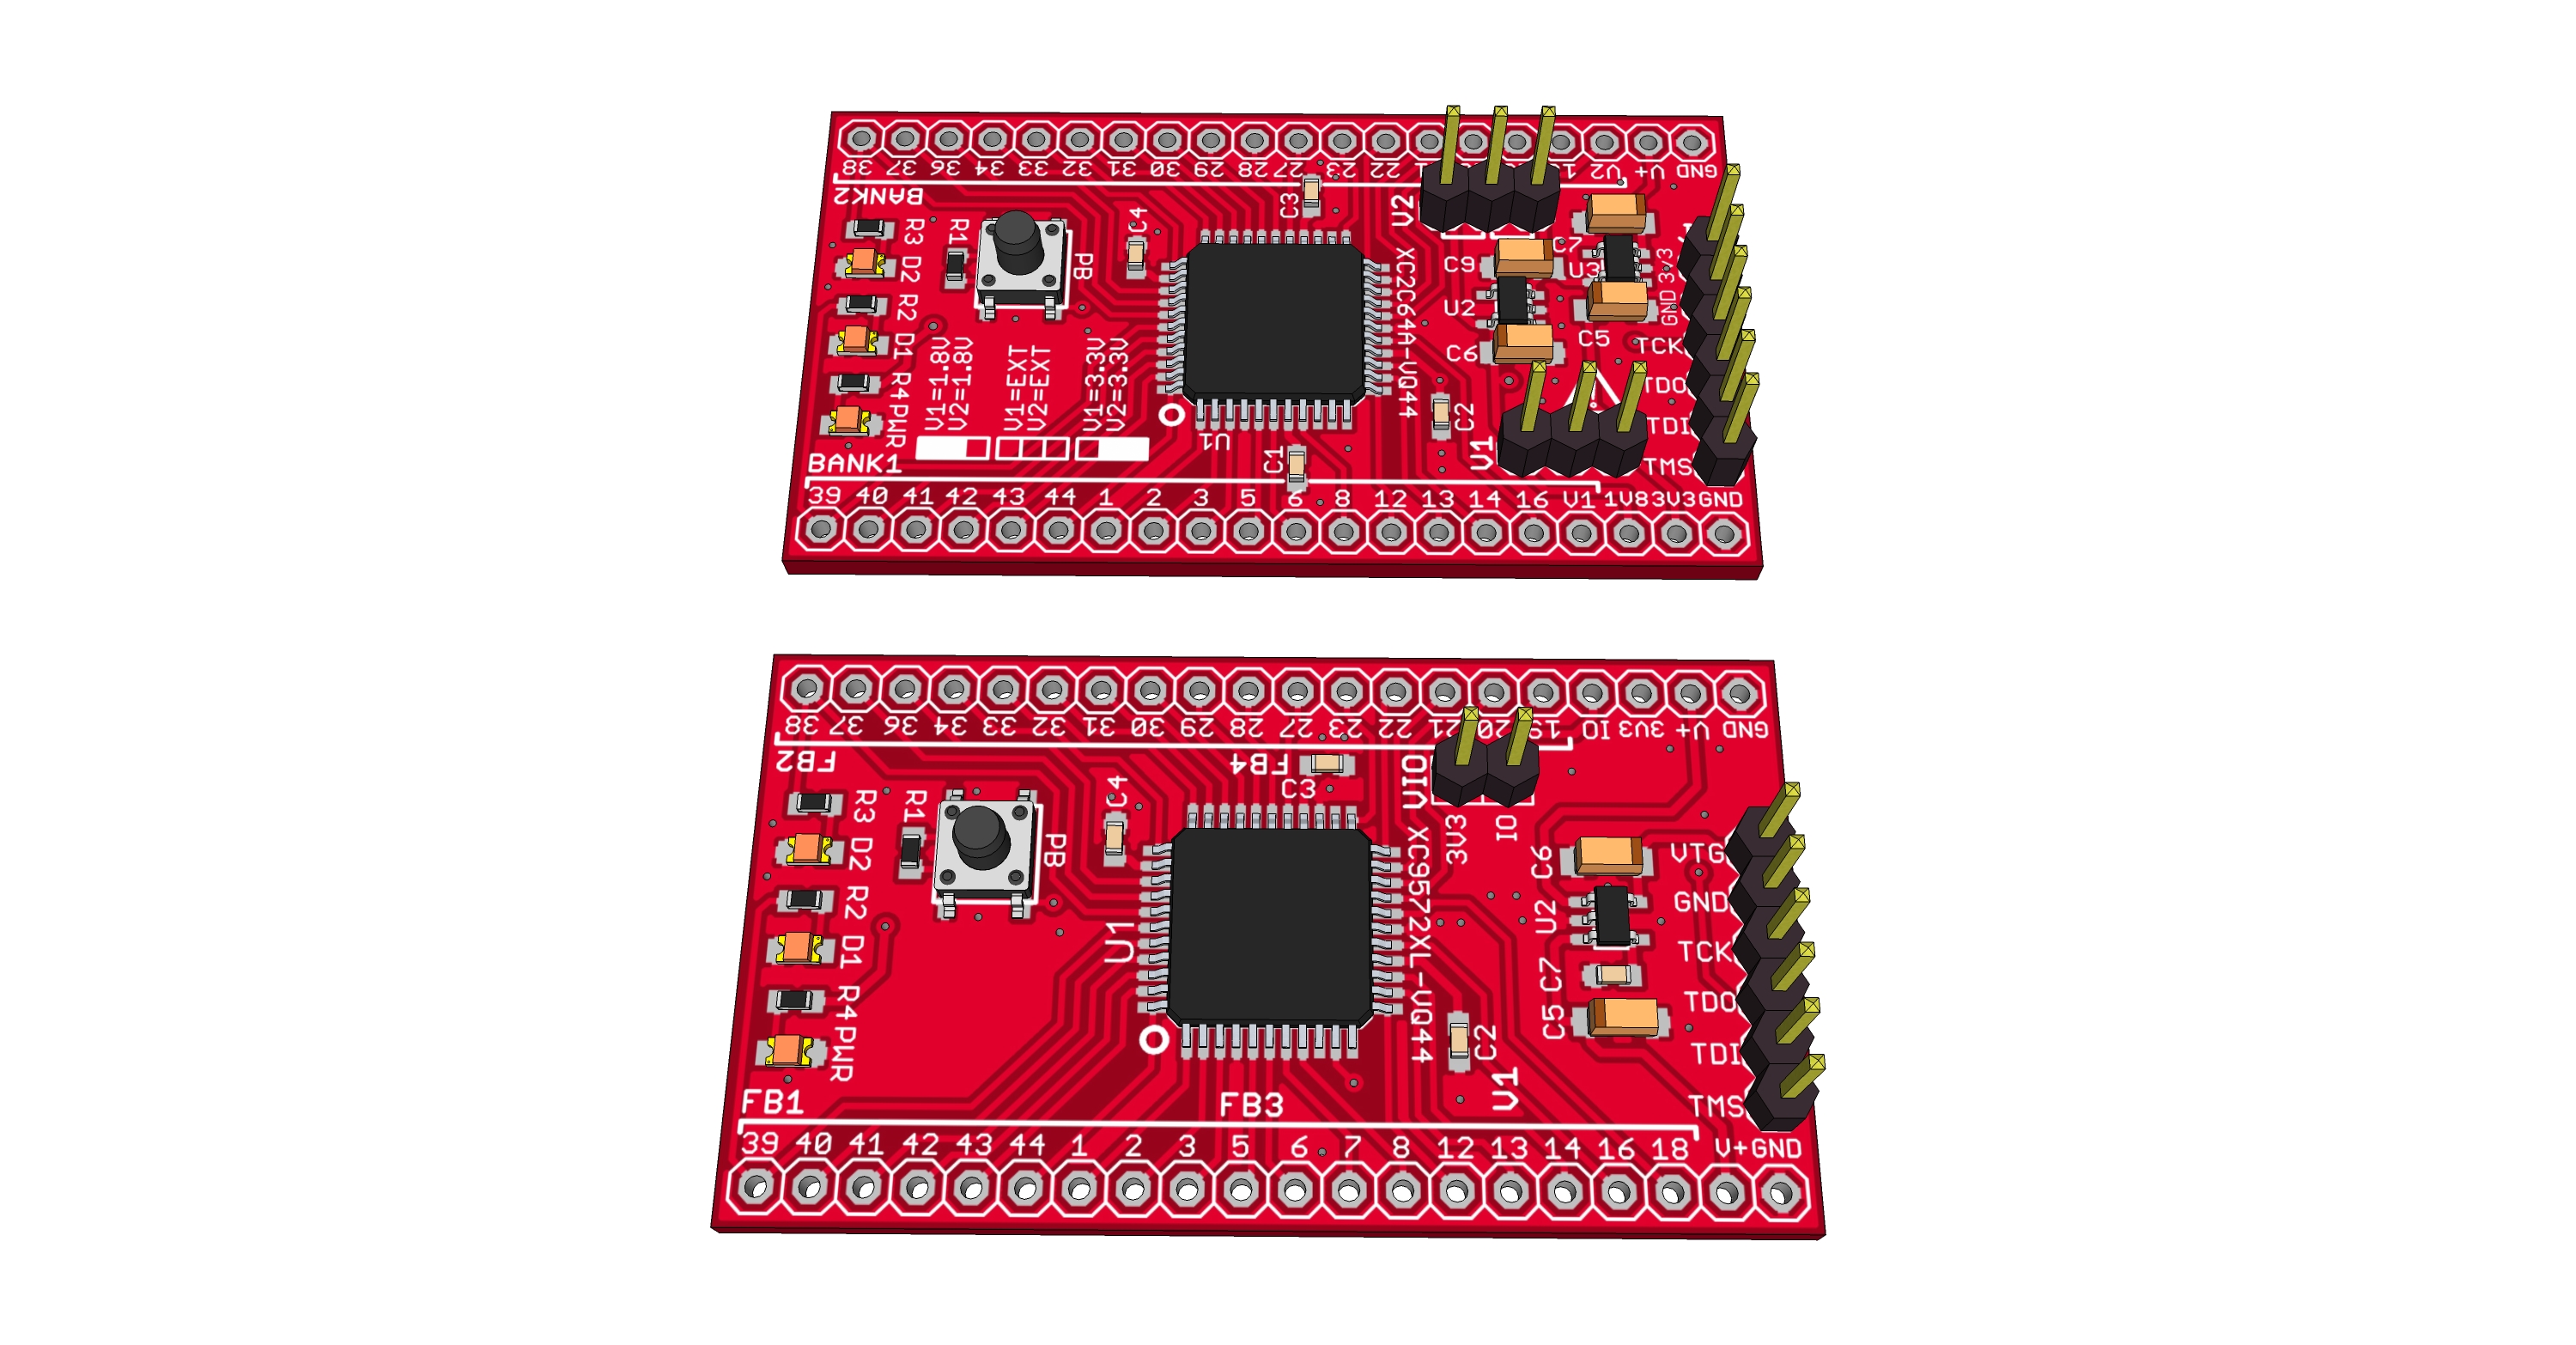 38 37 36 34 33 32 31 30 29 28 27 23 22 V2 V+ GND
BANK2
R3
R1
PB
C4
C3
V2
D2
C9
C7
U3
GND 3V3
R2
U2
XC2C64A-VQ44
C6
C5
TCK
D1
V1=1.8V
V2=1.8V
V1=EXT
V2=EXT
V1=3.3V
V2=3.3V
TDO
R4
PWR
C2
TDI
U1
V1
BANK1
C1
TMS
39 40 41 42 43 44 1 2 3 5 6 8 12 13 14 16 V1 1V8 3V3 GND
38 37 36 34 33 32 31 30 29 28 27 23 22 21 20 19 IO 3V3 V+ GND
FB2
FB4
VIO
R3
R1
C4
C3
3V3
IO
PB
D2
C6
VTG
R2
U1
XC9572XL-VQ44
U2
GND
D1
TCK
C7
R4
C5
TDO
PWR
C2
TDI
V1
FB1
FB3
TMS
39 40 41 42 43 44 1 2 3 5 6 7 8 12 13 14 16 18 V+ GND